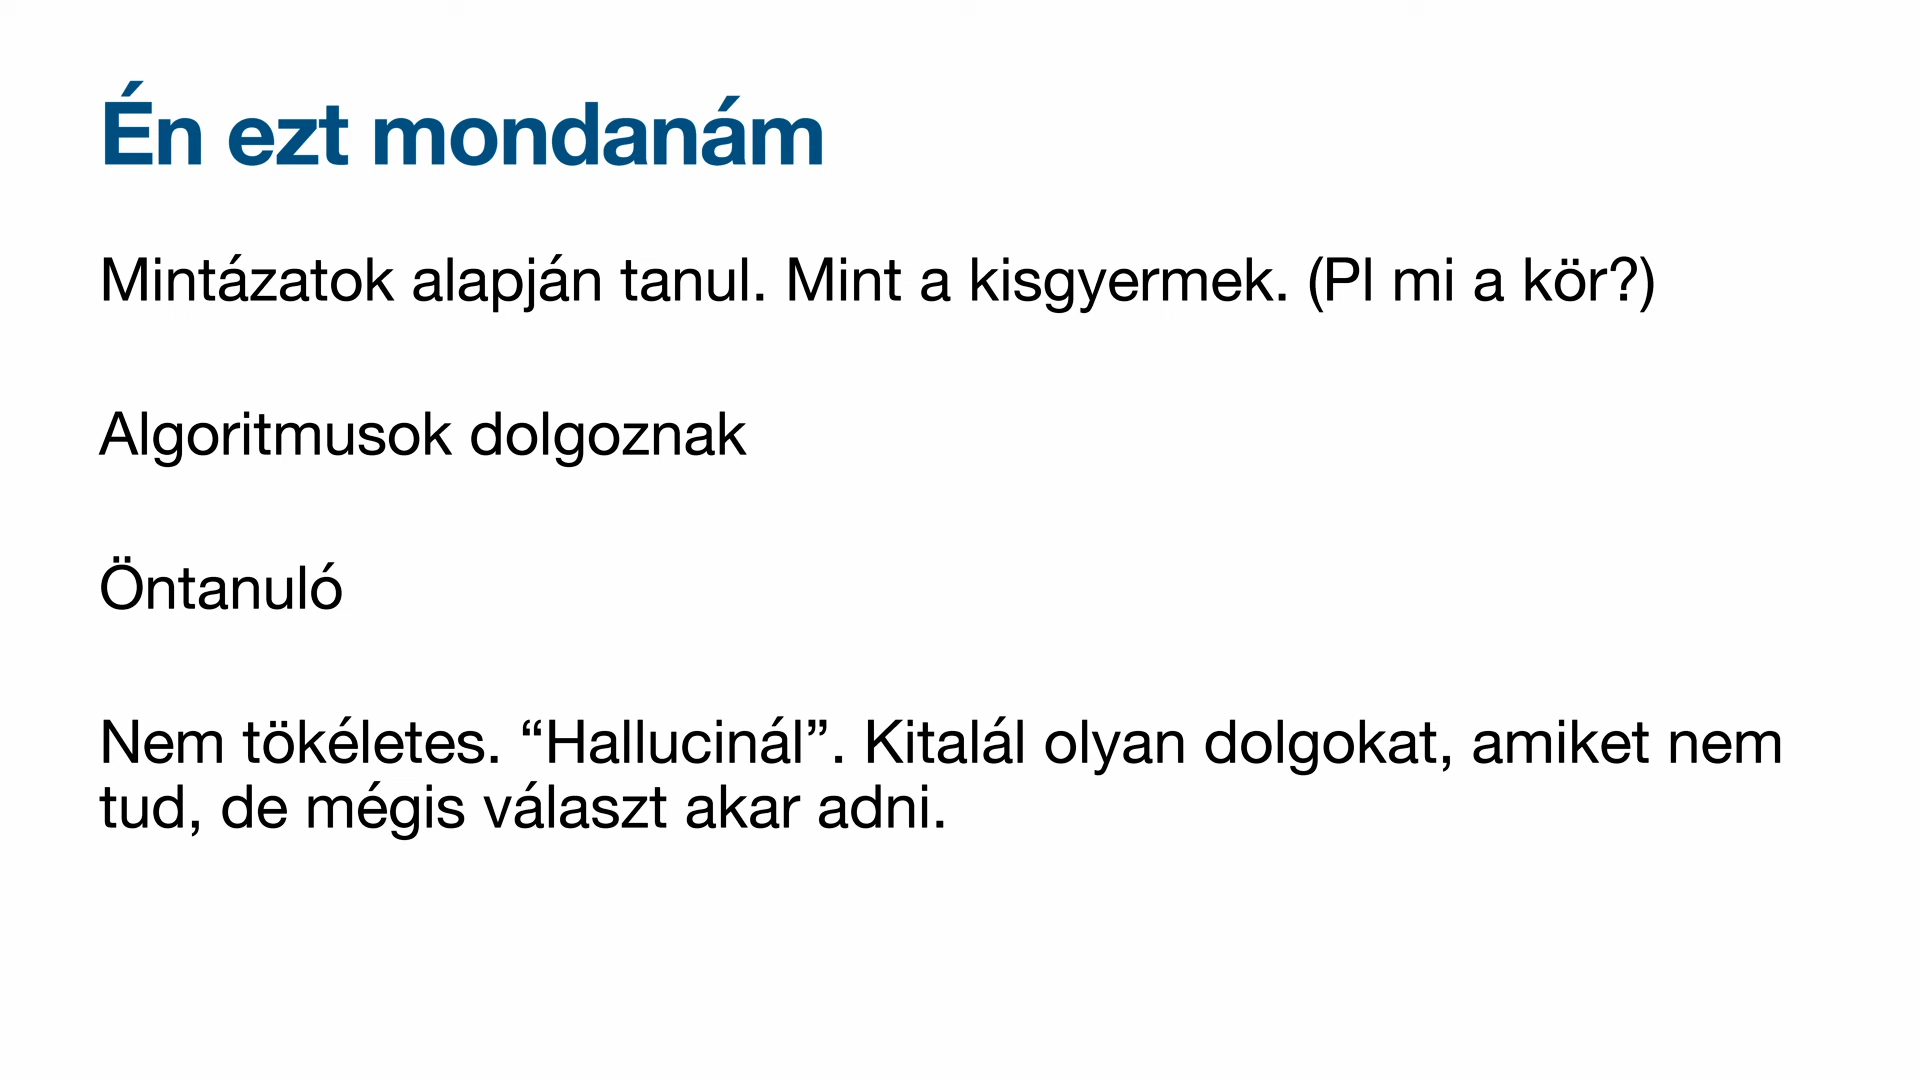 Én ezt mondanám
Mintázatok alapján tanul. Mint a kisgyermek. (Pl mi a kör?)
Algoritmusok dolgoznak
Öntanuló
Nem tökéletes. “Hallucinál”. Kitalál olyan dolgokat, amiket nem
tud, de mégis választ akar adni.